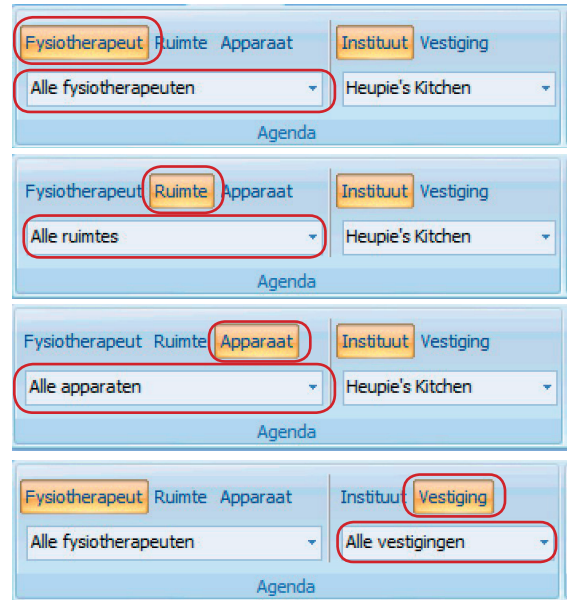 Fysiotherapeut Ruimte Apparaat Instituut Vestiging
Alle fysiotherapeuten Heupie's Kitchen
Agenda
Fysiotherapeut Ruimte Apparaat Instituut Vestiging
Alle ruimtes Heupie's Kitchen
Agenda
Fysiotherapeut Ruimte Apparaat Instituut Vestiging
Alle apparaten Heupie's Kitchen
Agenda
Fysiotherapeut Ruimte Apparaat Instituut Vestiging
Alle fysiotherapeuten Alle vestigingen
Agenda